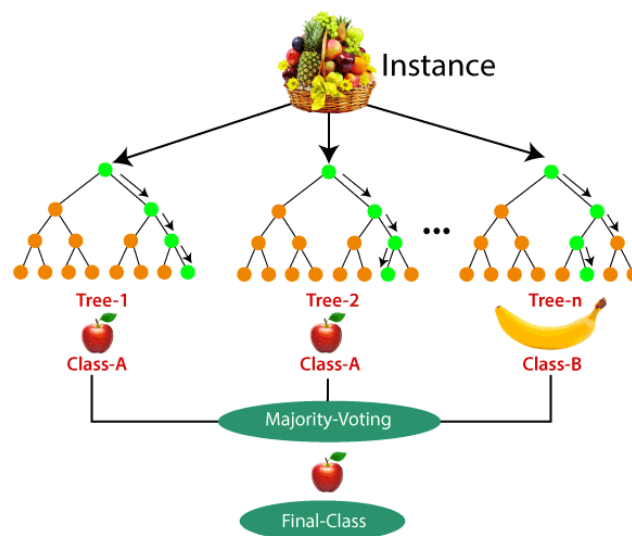 Instance
...
Tree-1
Tree-2
Tree-n
Class-A
Class-A
Class-B
Majority-Voting
Final-Class